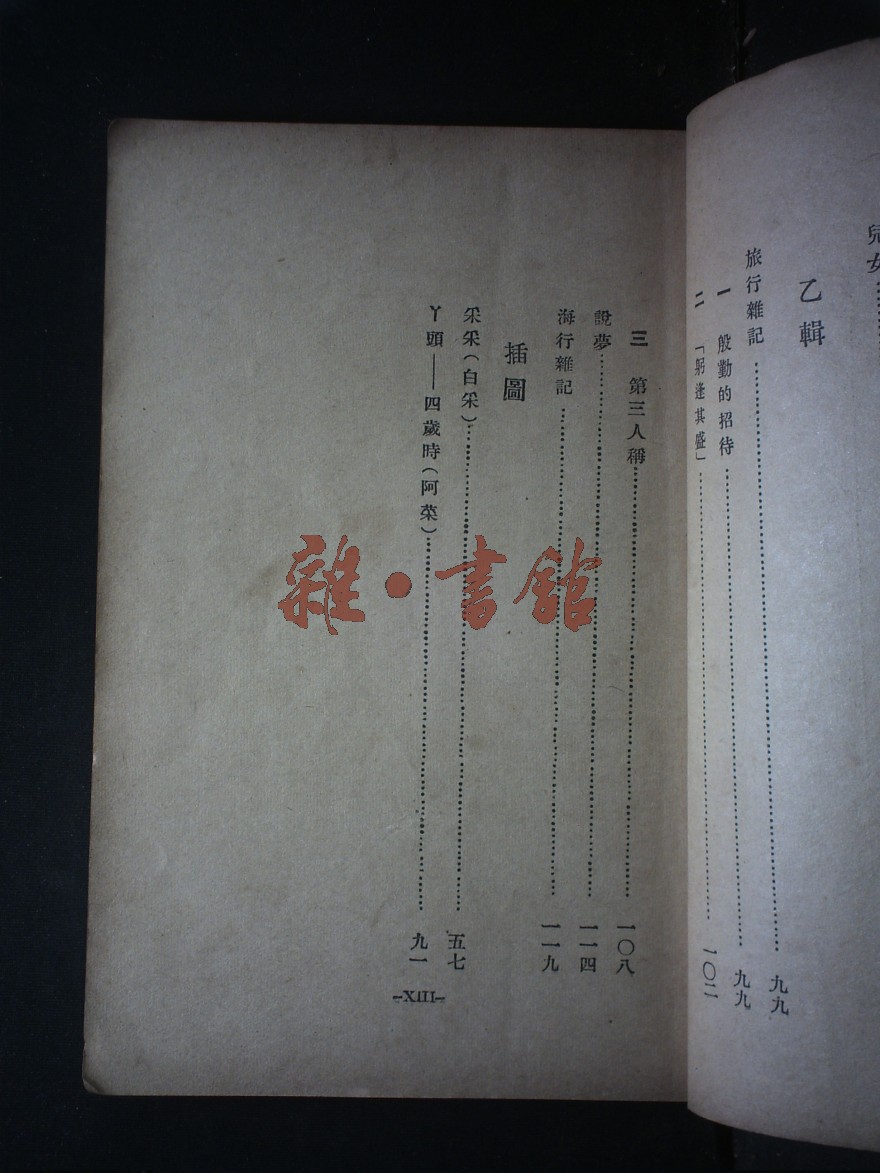 兒女
乙輯
旅行雜記……九九
一 殷勤的招待……九九
二 「躬逢其盛」……一〇二
三 第三人稱……一〇八
說夢……一一四
海行雜記……一一九
插圖
采采(白采)……五七
丫頭——四歲時(阿菜)……九一
-XIII-
雜·書館